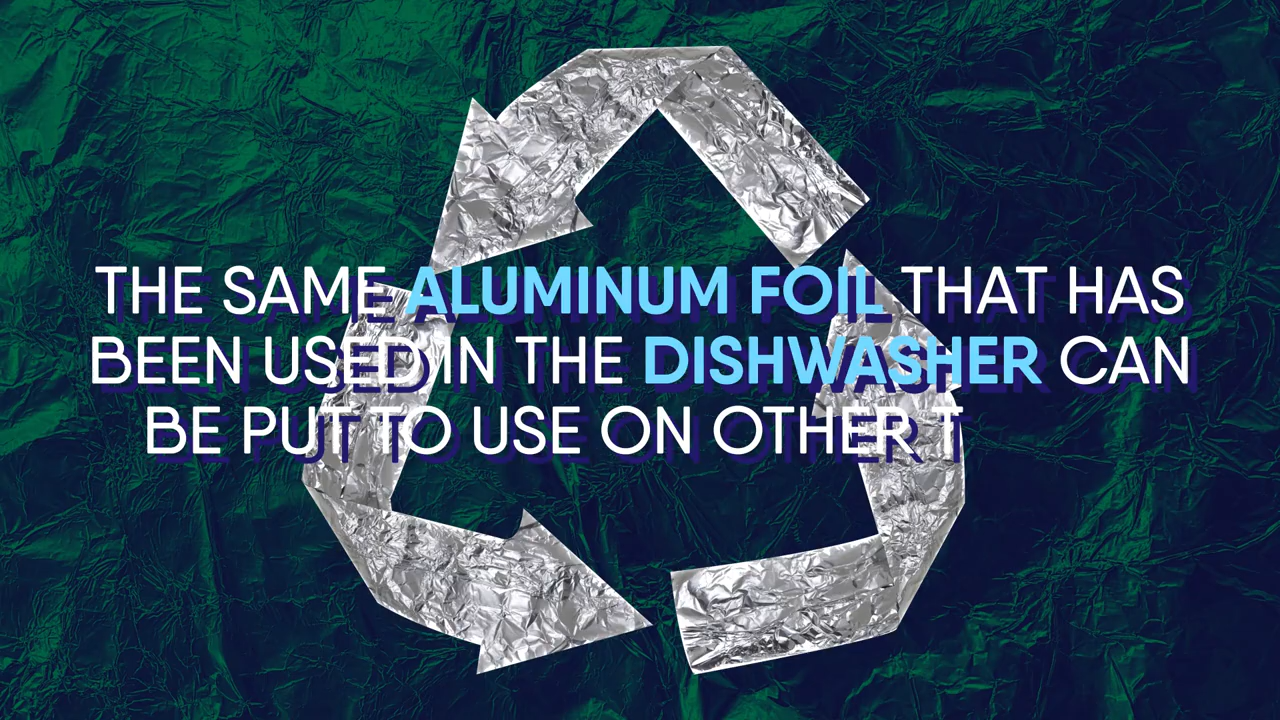 THE SAME ALUMINUM FOIL THAT HAS
BEEN USED IN THE DISHWASHER CAN
BE PUT TO USE ON OTHER T